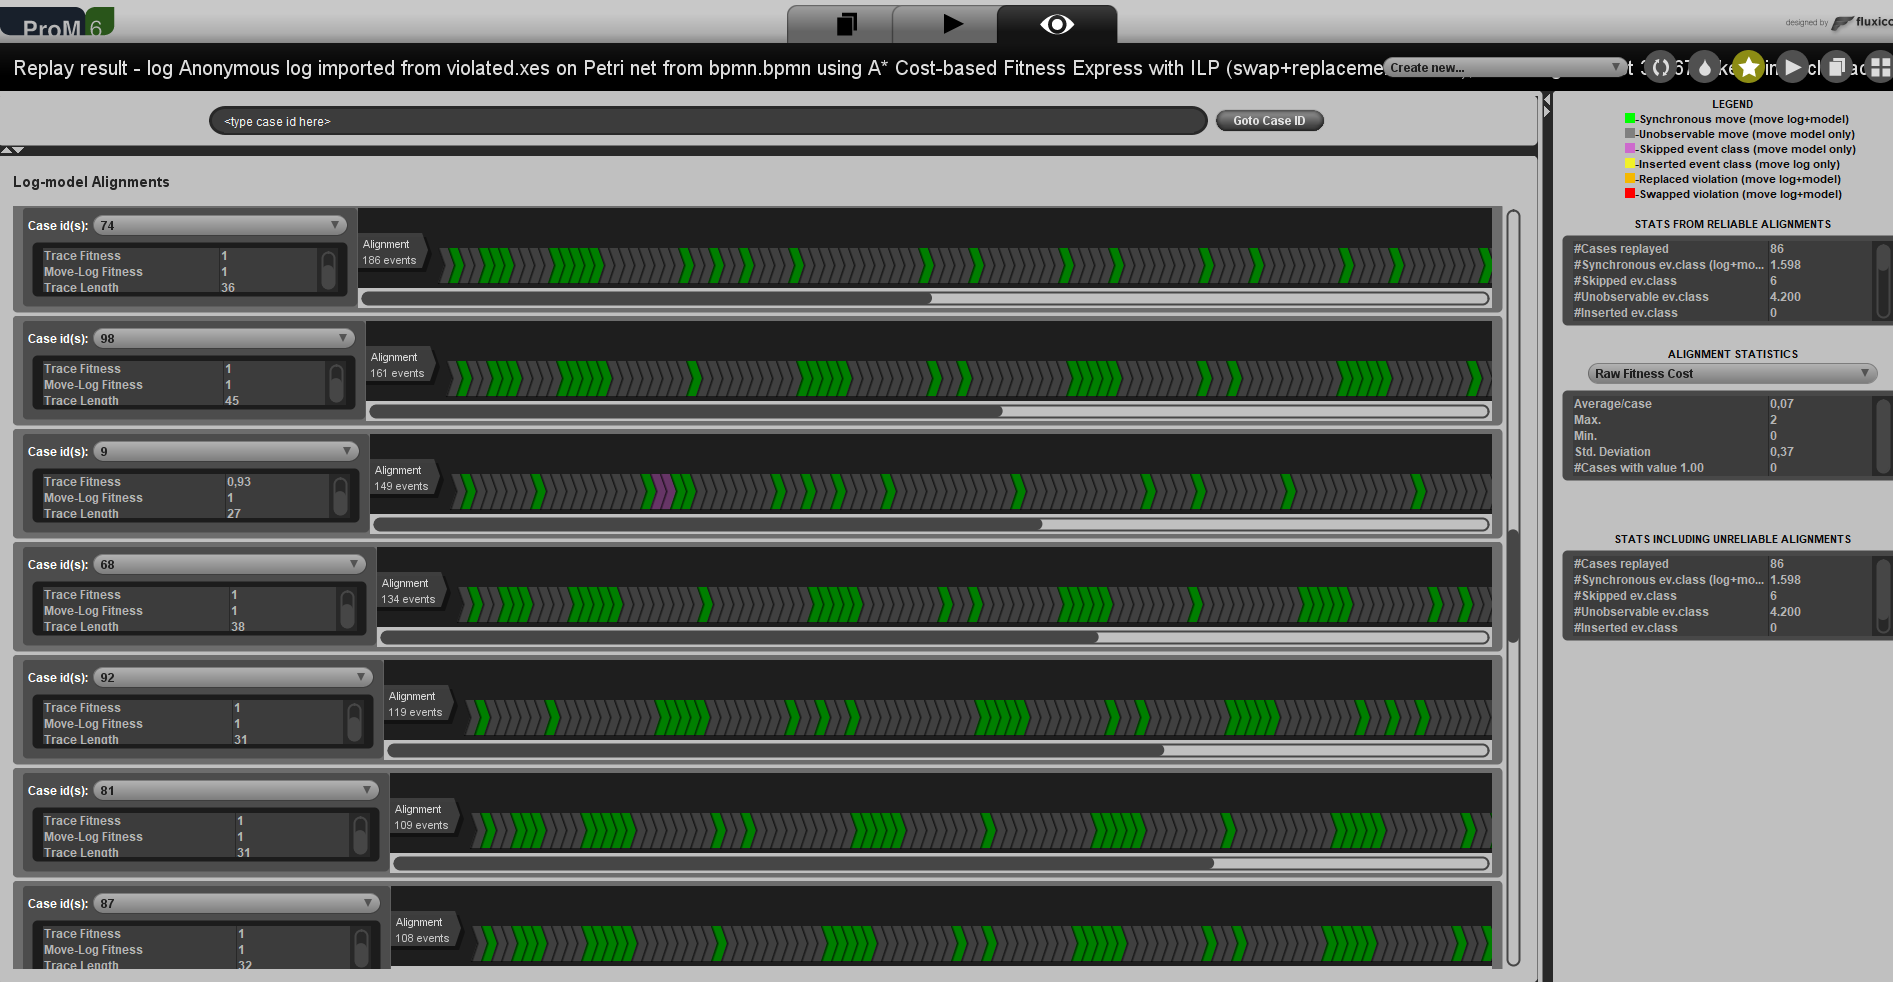 ProM 6
designed by fluxico
Replay result - log Anonymous log imported from violated.xes on Petri net from bpmn.bpmn using A* Cost-based Fitness Express with ILP (swap+replaceme
Create new...
<type case id here>
Goto Case ID
Log-model Alignments
Case id(s): 74
Trace Fitness 1
Move-Log Fitness 1
Trace Length 36
Alignment
186 events
Case id(s): 98
Trace Fitness 1
Move-Log Fitness 1
Trace Length 45
Alignment
161 events
Case id(s): 9
Trace Fitness 0,93
Move-Log Fitness 1
Trace Length 27
Alignment
149 events
Case id(s): 68
Trace Fitness 1
Move-Log Fitness 1
Trace Length 38
Alignment
134 events
Case id(s): 92
Trace Fitness 1
Move-Log Fitness 1
Trace Length 31
Alignment
119 events
Case id(s): 81
Trace Fitness 1
Move-Log Fitness 1
Trace Length 31
Alignment
109 events
Case id(s): 87
Trace Fitness 1
Move-Log Fitness 1
Trace Length 32
Alignment
108 events
LEGEND
-Synchronous move (move log+model)
-Unobservable move (move model only)
-Skipped event class (move model only)
-Inserted event class (move log only)
-Replaced violation (move log+model)
-Swapped violation (move log+model)
STATS FROM RELIABLE ALIGNMENTS
#Cases replayed 86
#Synchronous ev.class (log+mo... 1.598
#Skipped ev.class 6
#Unobservable ev.class 4.200
#Inserted ev.class 0
ALIGNMENT STATISTICS
Raw Fitness Cost
Average/case 0,07
Max. 2
Min. 0
Std. Deviation 0,37
#Cases with value 1.00 0
STATS INCLUDING UNRELIABLE ALIGNMENTS
#Cases replayed 86
#Synchronous ev.class (log+mo... 1.598
#Skipped ev.class 6
#Unobservable ev.class 4.200
#Inserted ev.class 0